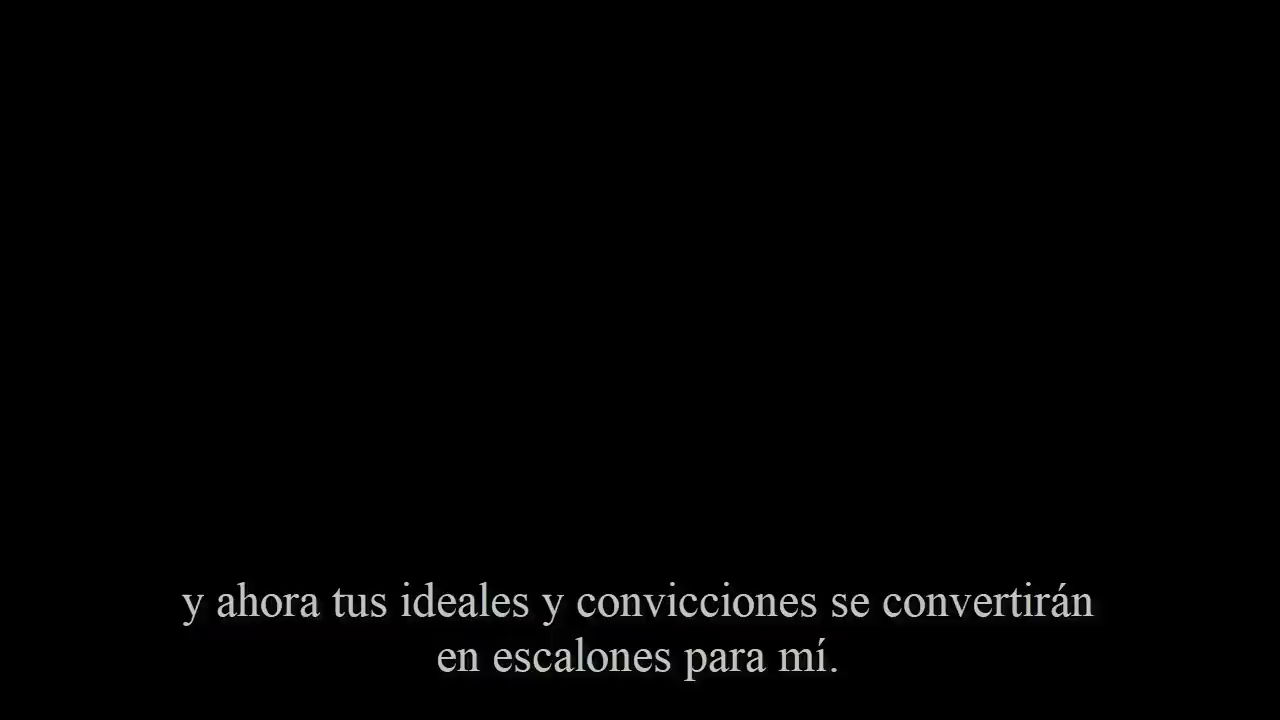 y ahora tus ideales y convicciones se convertirán
en escalones para mí.